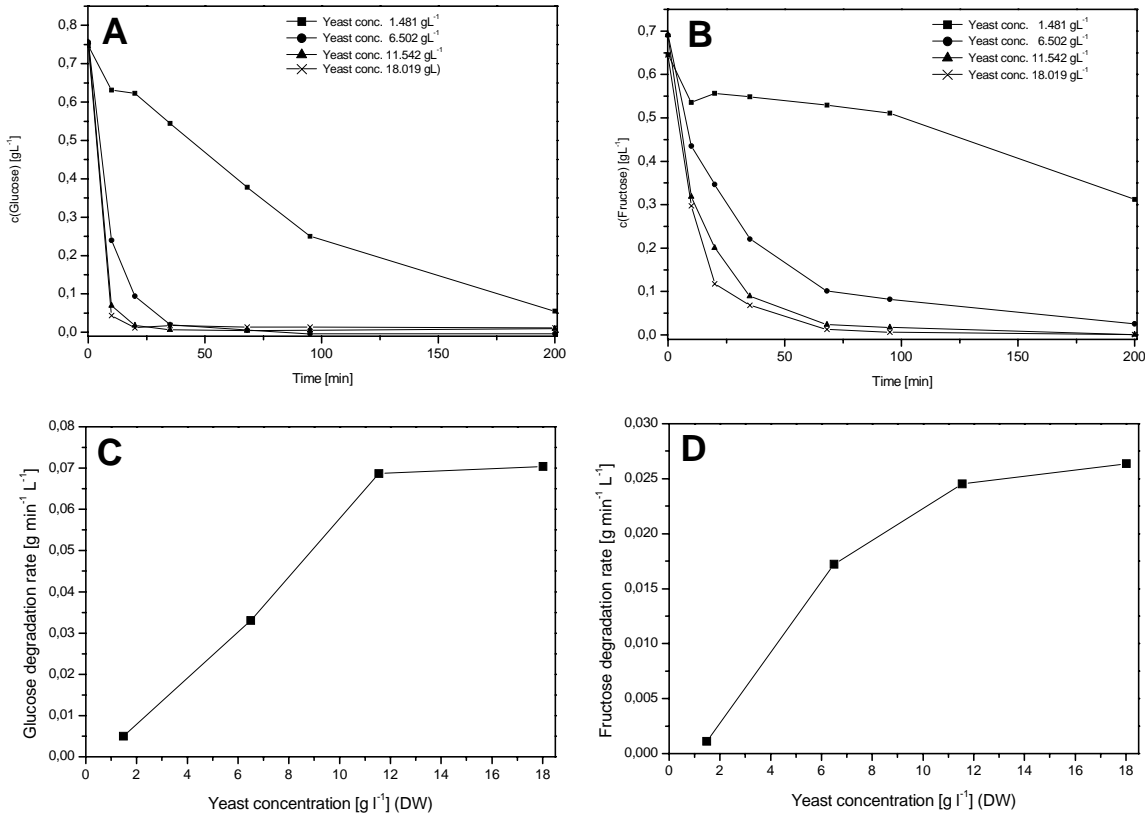 A
Yeast conc. 1.481 gL⁻¹
Yeast conc. 6.502 gL⁻¹
Yeast conc. 11.542 gL⁻¹
Yeast conc. 18.019 gL)
0,8
0,7
0,6
0,5
0,4
0,3
0,2
0,1
0,0
c(Glucose) [gL⁻¹]
0 50 100 150 200
Time [min]
B
Yeast conc. 1.481 gL⁻¹
Yeast conc. 6.502 gL⁻¹
Yeast conc. 11.542 gL⁻¹
Yeast conc. 18.019 gL⁻¹
0,7
0,6
0,5
0,4
0,3
0,2
0,1
0,0
c(Fructose) [gL⁻¹]
0 50 100 150 200
Time [min]
C
0,08
0,07
0,06
0,05
0,04
0,03
0,02
0,01
0,00
Glucose degradation rate [g min⁻¹ L⁻¹]
0 2 4 6 8 10 12 14 16 18
Yeast concentration [g l⁻¹] (DW)
D
0,030
0,025
0,020
0,015
0,010
0,005
0,000
Fructose degradation rate [g min⁻¹ L⁻¹]
0 2 4 6 8 10 12 14 16 18
Yeast concentration [g l⁻¹] (DW)